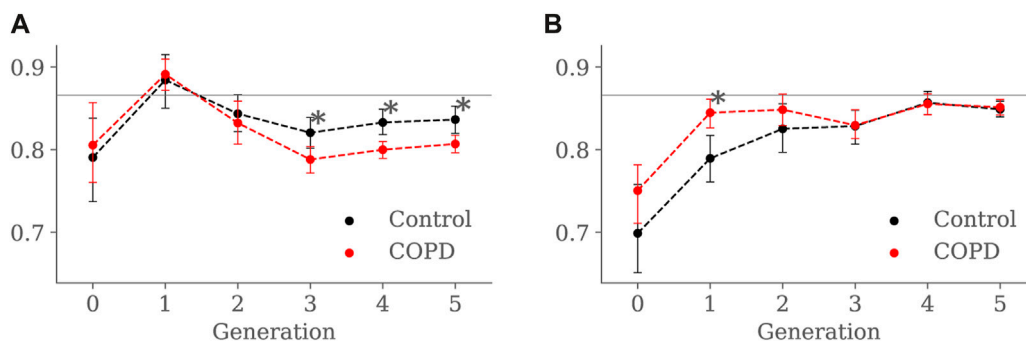 A
0.9
0.8
0.7
* * *
Control
COPD
0 1 2 3 4 5
Generation
B
0.9
0.8
0.7
*
Control
COPD
0 1 2 3 4 5
Generation